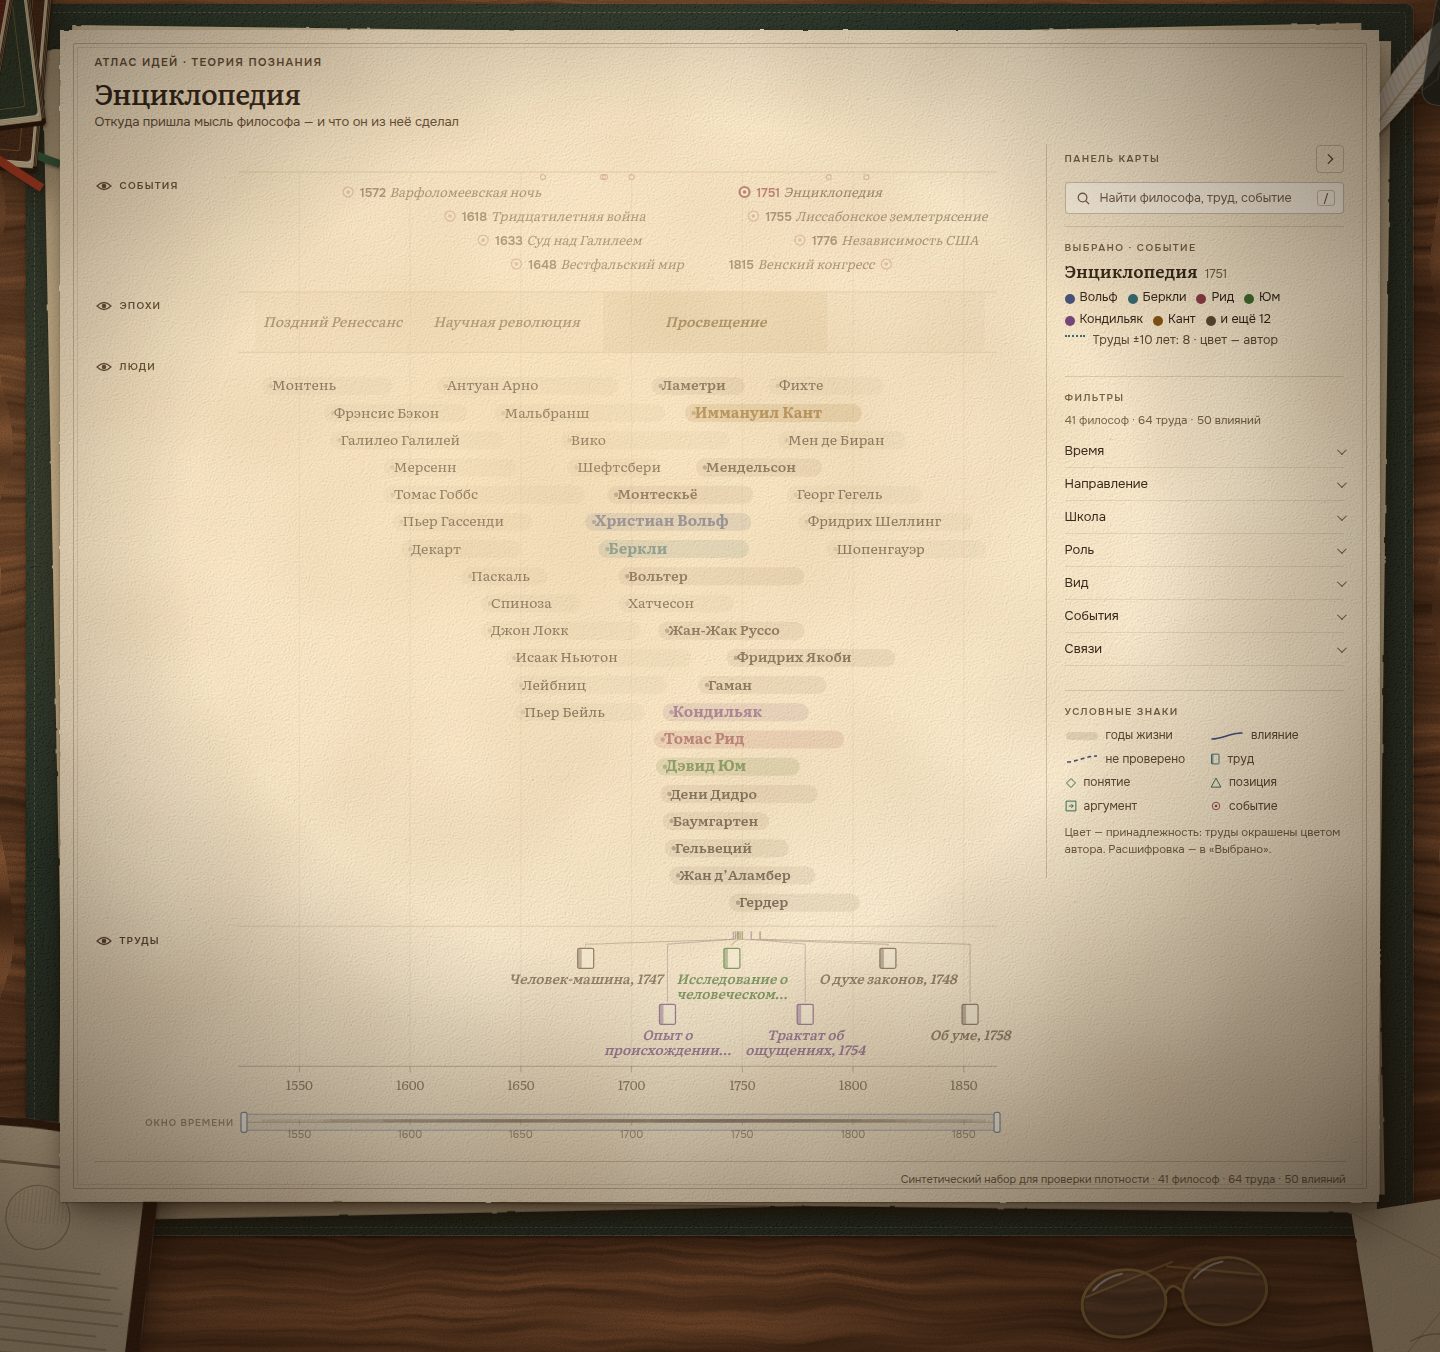 АТЛАС ИДЕЙ · ТЕОРИЯ ПОЗНАНИЯ
Энциклопедия
Откуда пришла мысль философа — и что он из неё сделал
СОБЫТИЯ
1572 Варфоломеевская ночь
1751 Энциклопедия
1618 Тридцатилетняя война
1755 Лиссабонское землетрясение
1633 Суд над Галилеем
1776 Независимость США
1648 Вестфальский мир
1815 Венский конгресс
ЭПОХИ
Поздний Ренессанс
Научная революция
Просвещение
ЛЮДИ
Монтень
Антуан Арно
Ламетри
Фихте
Фрэнсис Бэкон
Мальбранш
Иммануил Кант
Галилео Галилей
Вико
Мен де Биран
Мерсенн
Шефтсбери
Мендельсон
Томас Гоббс
Монтескьё
Георг Гегель
Пьер Гассенди
Христиан Вольф
Фридрих Шеллинг
Декарт
Беркли
Шопенгауэр
Паскаль
Вольтер
Спиноза
Хатчесон
Джон Локк
Жан-Жак Руссо
Исаак Ньютон
Фридрих Якоби
Лейбниц
Гаман
Пьер Бейль
Кондильяк
Томас Рид
Дэвид Юм
Дени Дидро
Баумгартен
Гельвеций
Жан д’Аламбер
Гердер
ТРУДЫ
Человек-машина, 1747
Исследование о
человеческом…
О духе законов, 1748
Опыт о
происхождении…
Трактат об
ощущениях, 1754
Об уме, 1758
1550 1600 1650 1700 1750 1800 1850
ОКНО ВРЕМЕНИ
1550 1600 1650 1700 1750 1800 1850
ПАНЕЛЬ КАРТЫ
Найти философа, труд, событие /
ВЫБРАНО · СОБЫТИЕ
Энциклопедия 1751
Вольф Беркли Рид Юм
Кондильяк Кант и ещё 12
Труды ±10 лет: 8 · цвет — автор
ФИЛЬТРЫ
41 философ · 64 труда · 50 влияний
Время
Направление
Школа
Роль
Вид
События
Связи
УСЛОВНЫЕ ЗНАКИ
годы жизни
влияние
не проверено
труд
понятие
позиция
аргумент
событие
Цвет — принадлежность: труды окрашены цветом
автора. Расшифровка — в «Выбрано».
Синтетический набор для проверки плотности · 41 философ · 64 труда · 50 влияний